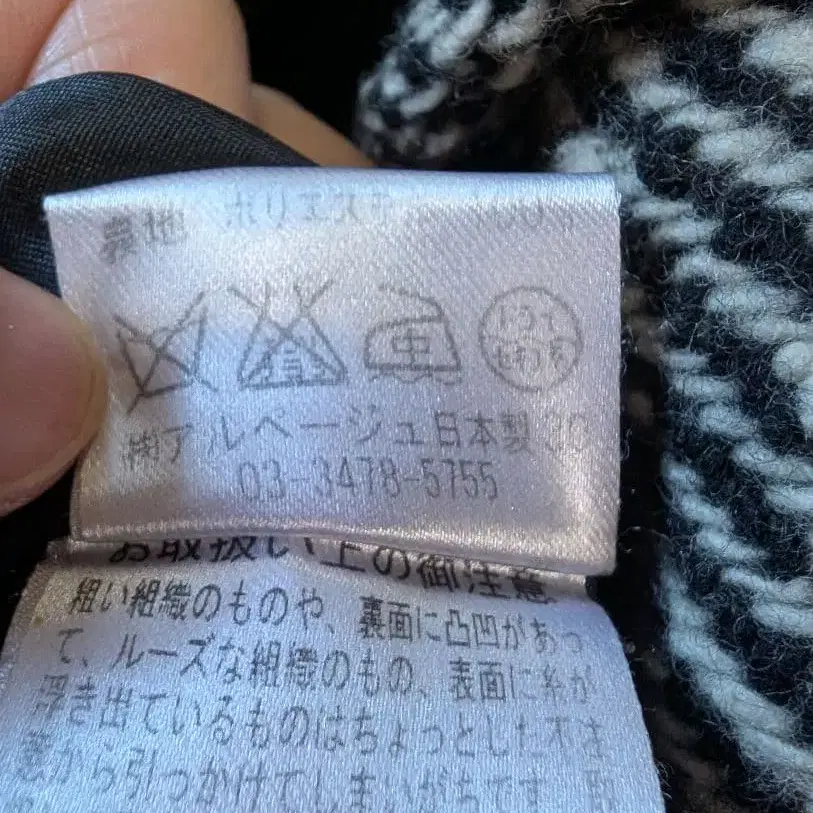 裏地 ポリエステ 100
中
ドライ
セキユ系
㈱アルページュ日本製 36
03-3478-5755
お取扱い上の御注意
粗い組織のものや、裏面に凸凹があっ
て、ルーズな組織のもの、表面に糸が
浮き出ているものはちょっとした不注
意から引っかけてしまいがちです。取